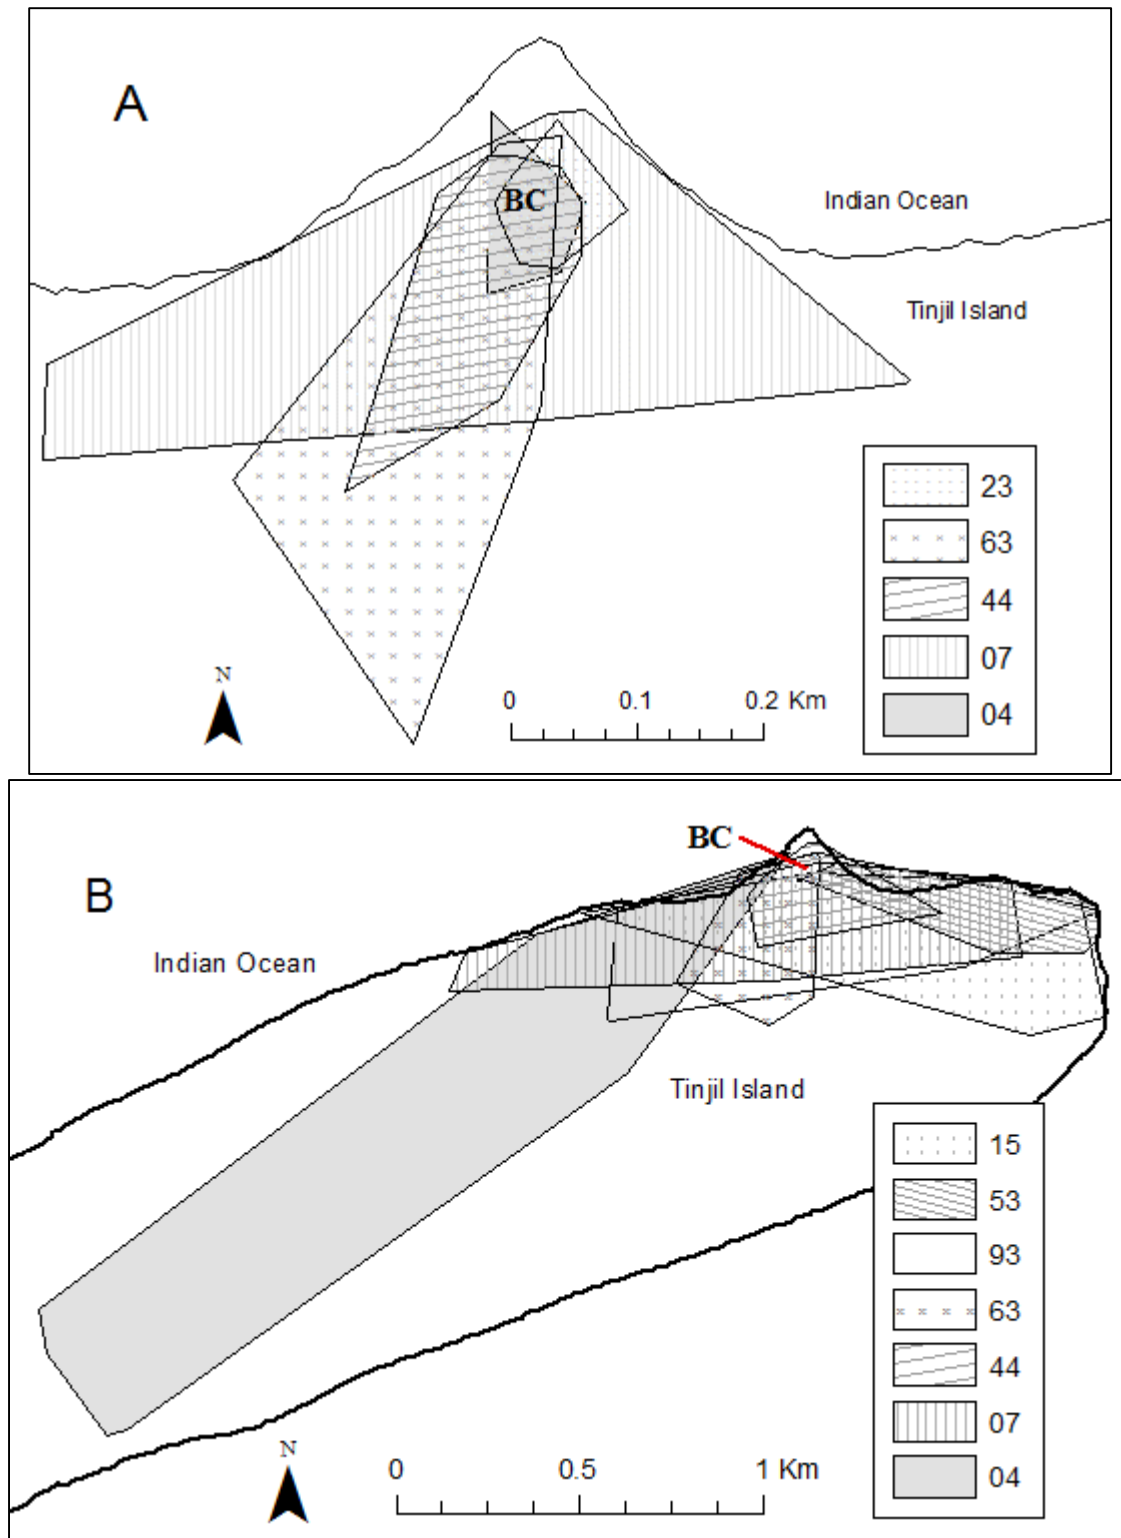 A
BC
Indian Ocean
Tinjil Island
23
63
44
07
04
N
0 0.1 0.2 Km
BC
B
Indian Ocean
Tinjil Island
15
53
93
63
44
07
04
N
0 0.5 1 Km